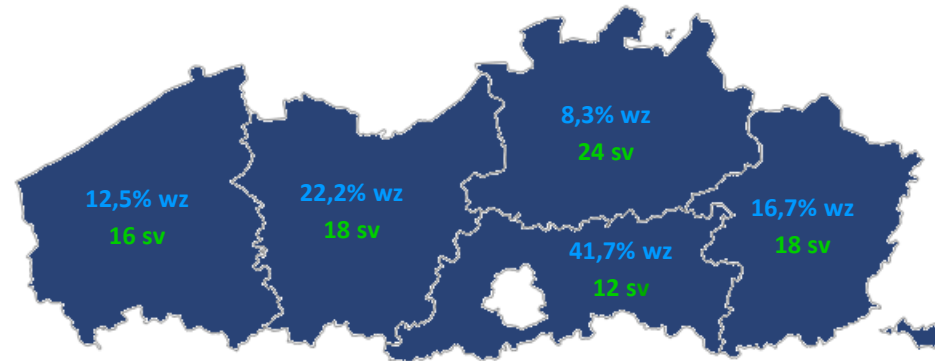 8,3% wz
24 sv
12,5% wz
16 sv
22,2% wz
18 sv
16,7% wz
18 sv
41,7% wz
12 sv